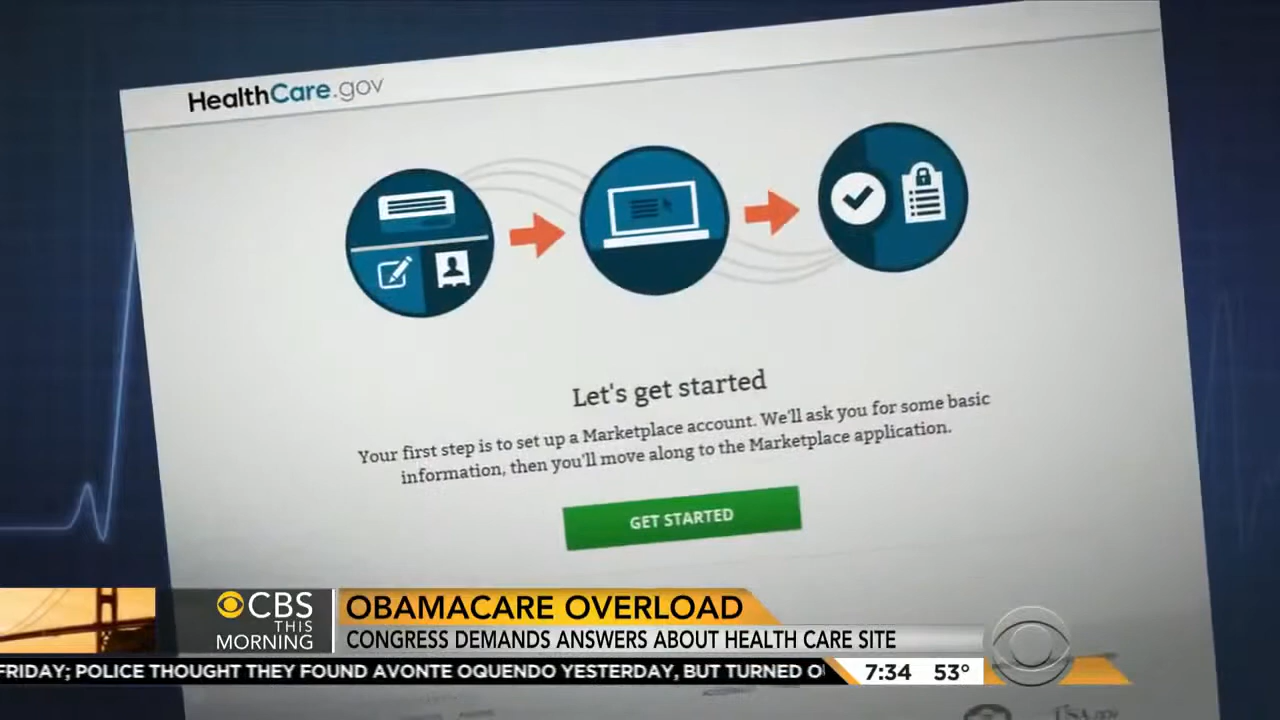 HealthCare.gov
Let's get started
Your first step is to set up a Marketplace account. We'll ask you for some basic
information, then you'll move along to the Marketplace application.
GET STARTED
CBS
THIS
MORNING
OBAMACARE OVERLOAD
CONGRESS DEMANDS ANSWERS ABOUT HEALTH CARE SITE
FRIDAY; POLICE THOUGHT THEY FOUND AVONTE OQUENDO YESTERDAY, BUT TURNED
7:34 53°